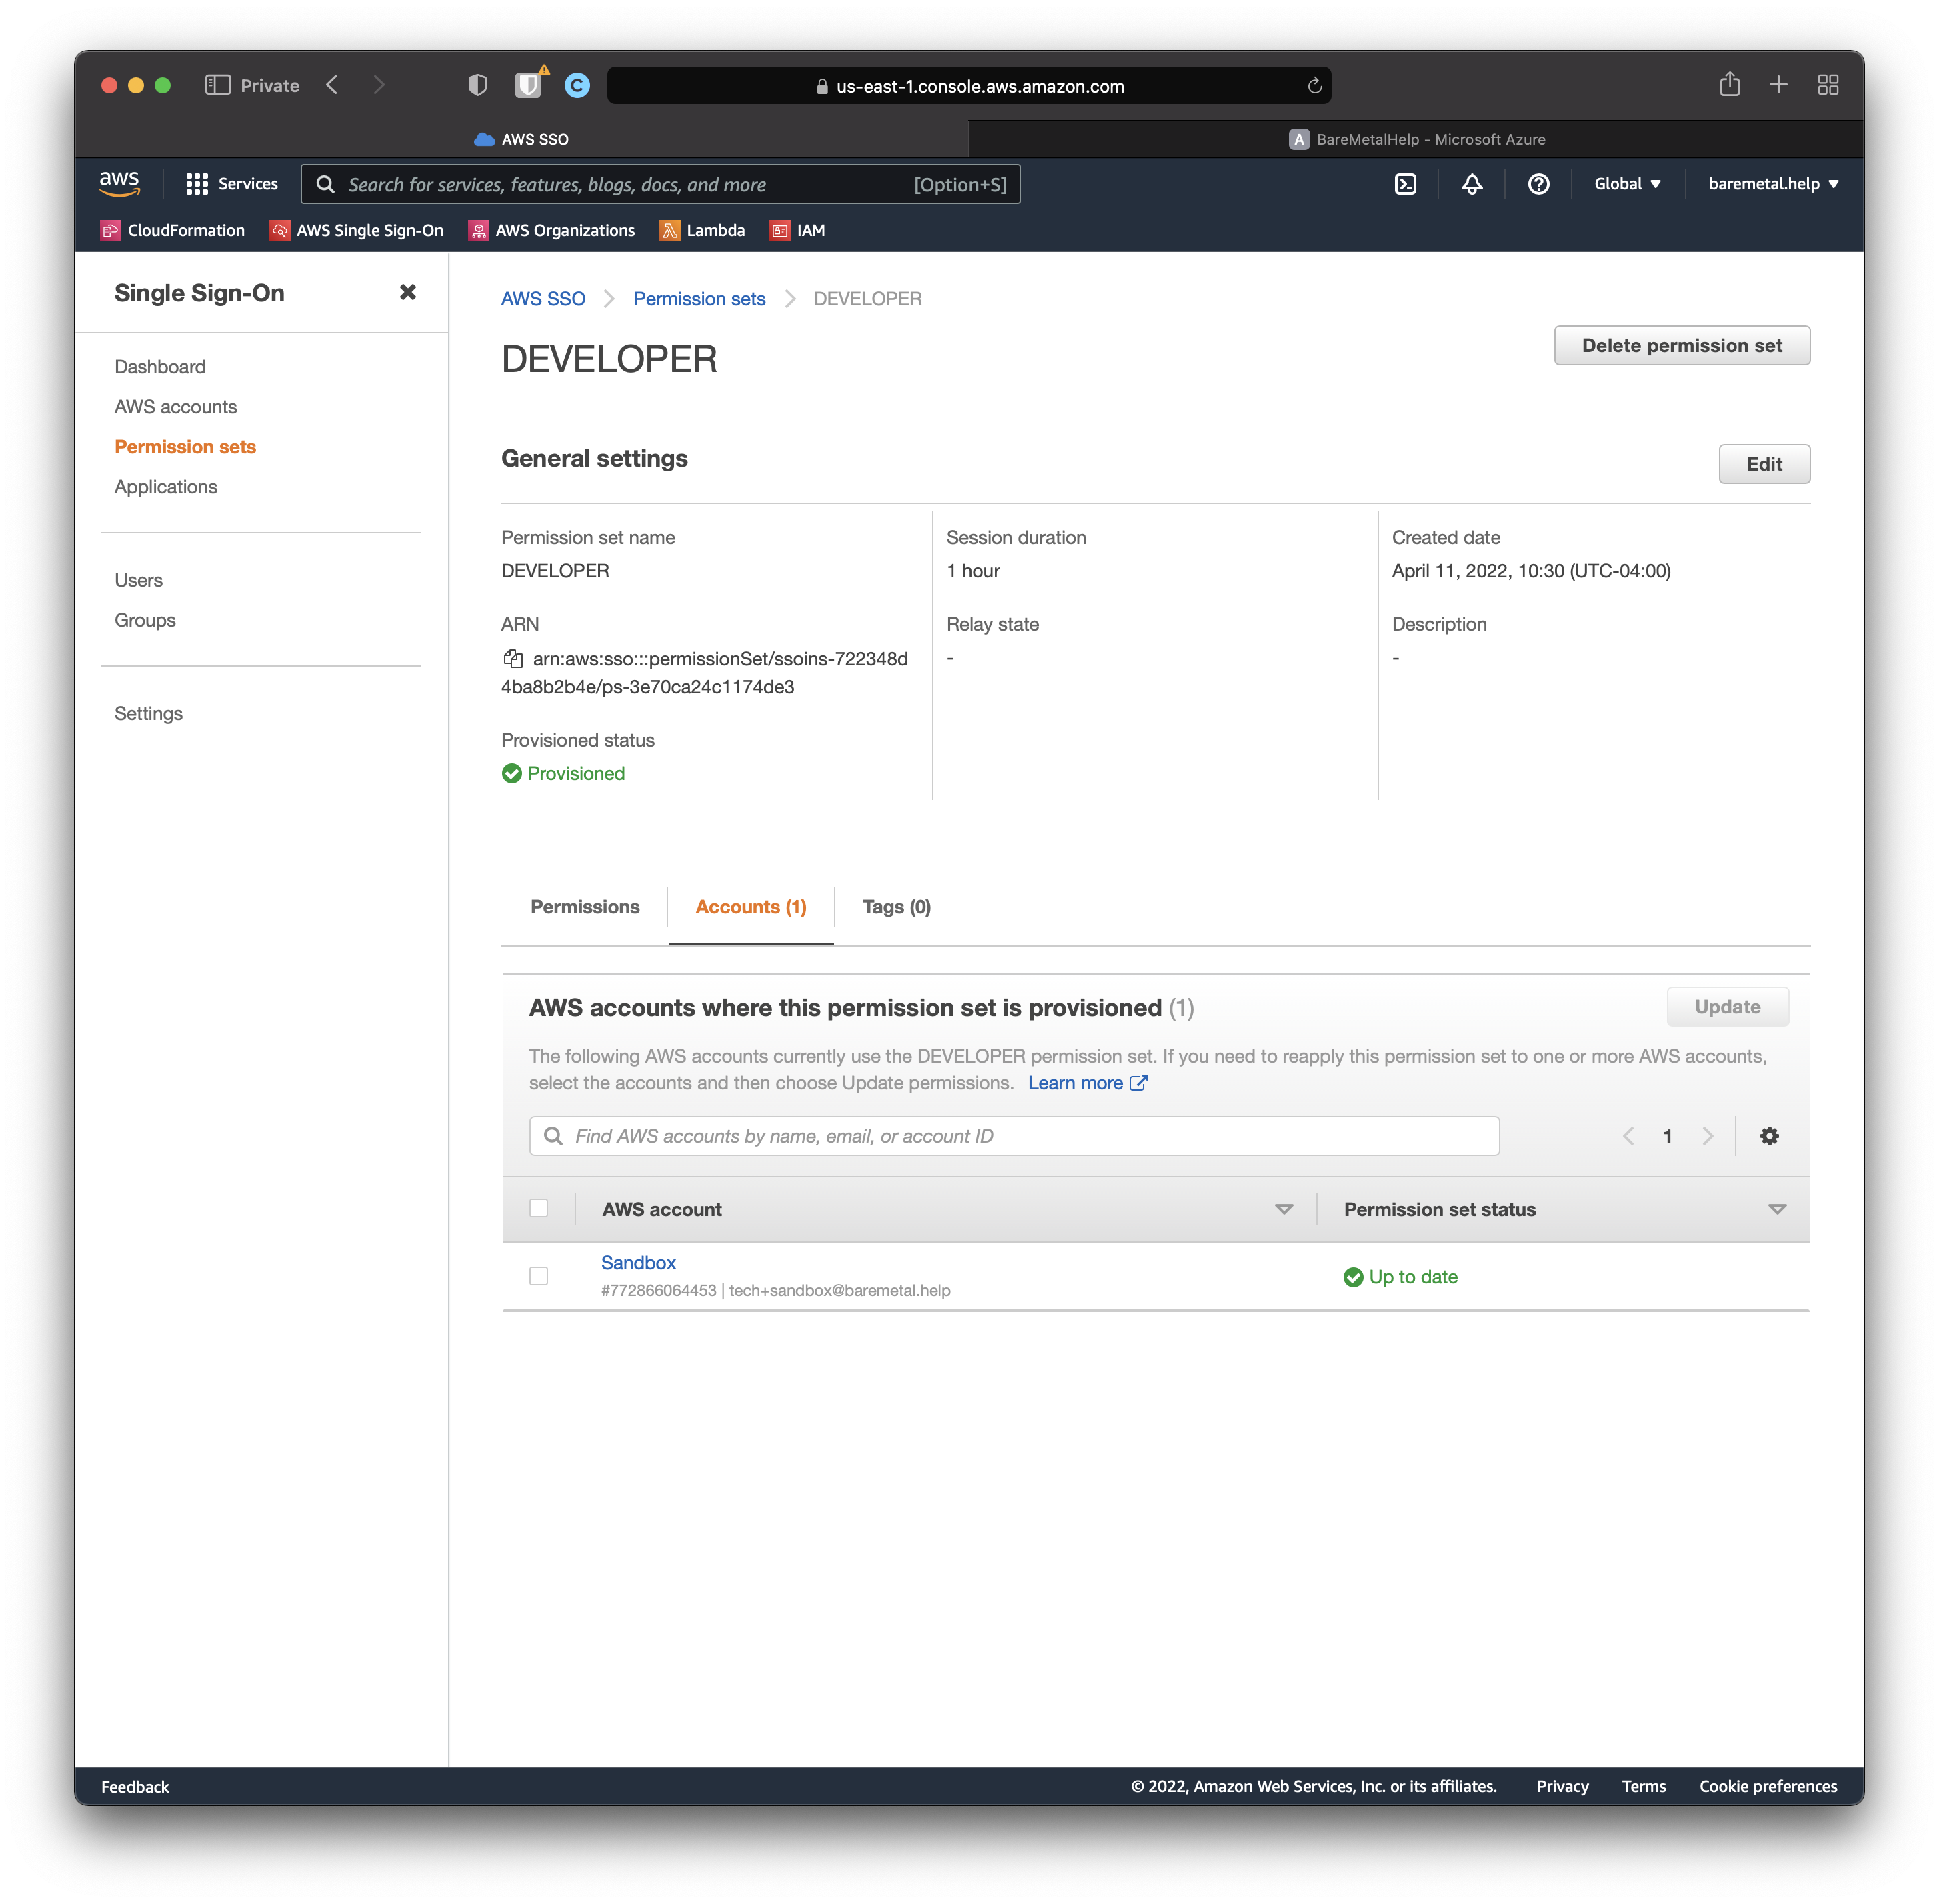 Private
us-east-1.console.aws.amazon.com
AWS SSO
A BareMetalHelp - Microsoft Azure
aws Services Search for services, features, blogs, docs, and more [Option+S] Global baremetal.help
CloudFormation AWS Single Sign-On AWS Organizations Lambda IAM
Single Sign-On
Dashboard
AWS accounts
Permission sets
Applications
Users
Groups
Settings
AWS SSO Permission sets DEVELOPER
DEVELOPER
Delete permission set
General settings
Edit
Permission set name
DEVELOPER
ARN
arn:aws:sso:::permissionSet/ssoins-722348d
4ba8b2b4e/ps-3e70ca24c1174de3
Provisioned status
Provisioned
Session duration
1 hour
Relay state
-
Created date
April 11, 2022, 10:30 (UTC-04:00)
Description
-
Permissions Accounts (1) Tags (0)
AWS accounts where this permission set is provisioned (1)
Update
The following AWS accounts currently use the DEVELOPER permission set. If you need to reapply this permission set to one or more AWS accounts,
select the accounts and then choose Update permissions. Learn more
Find AWS accounts by name, email, or account ID
1
AWS account Permission set status
Sandbox
#772866064453 | tech+sandbox@baremetal.help
Up to date
Feedback © 2022, Amazon Web Services, Inc. or its affiliates. Privacy Terms Cookie preferences